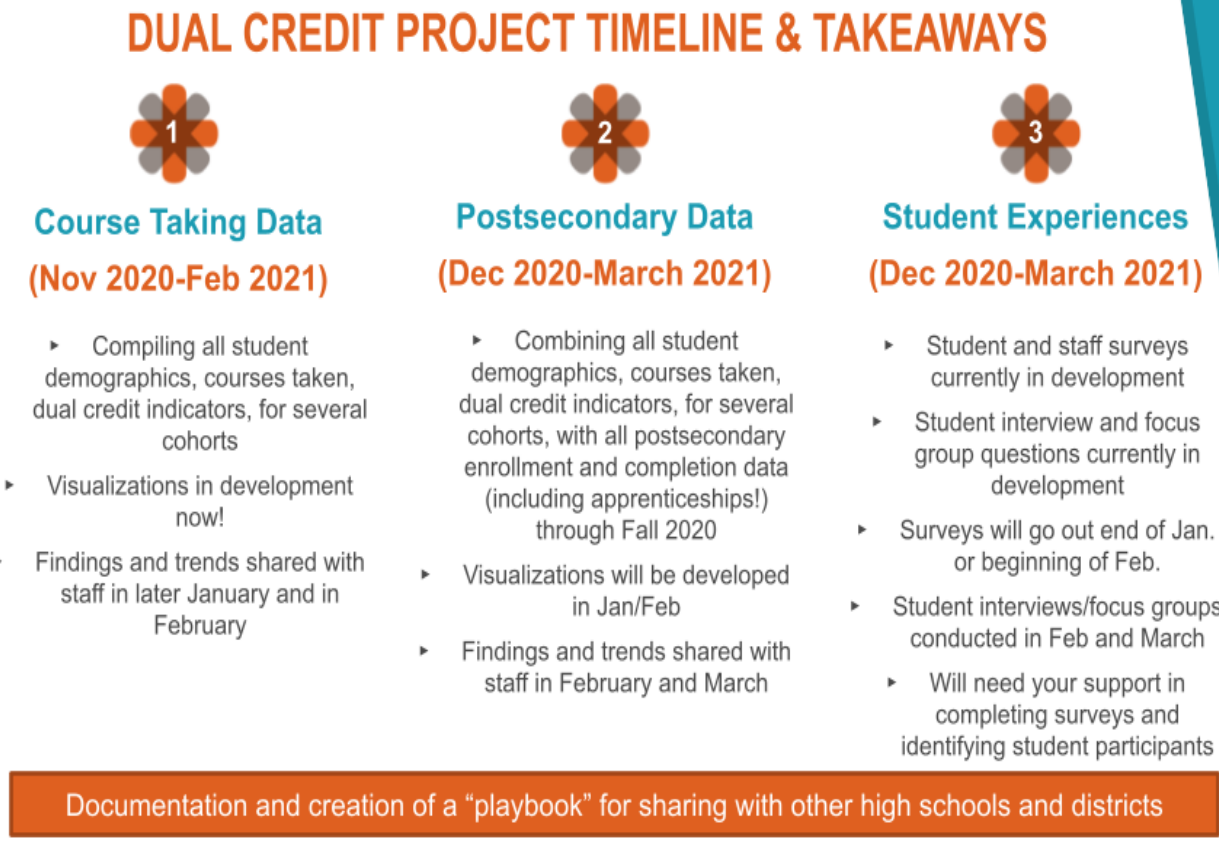 DUAL CREDIT PROJECT TIMELINE & TAKEAWAYS
1
Course Taking Data
(Nov 2020-Feb 2021)
‣ Compiling all student
demographics, courses taken,
dual credit indicators, for several
cohorts
‣ Visualizations in development
now!
‣ Findings and trends shared with
staff in later January and in
February
2
Postsecondary Data
(Dec 2020-March 2021)
‣ Combining all student
demographics, courses taken,
dual credit indicators, for several
cohorts, with all postsecondary
enrollment and completion data
(including apprenticeships!)
through Fall 2020
‣ Visualizations will be developed
in Jan/Feb
‣ Findings and trends shared with
staff in February and March
3
Student Experiences
(Dec 2020-March 2021)
‣ Student and staff surveys
currently in development
‣ Student interview and focus
group questions currently in
development
‣ Surveys will go out end of Jan.
or beginning of Feb.
‣ Student interviews/focus groups
conducted in Feb and March
‣ Will need your support in
completing surveys and
identifying student participants
Documentation and creation of a “playbook” for sharing with other high schools and districts